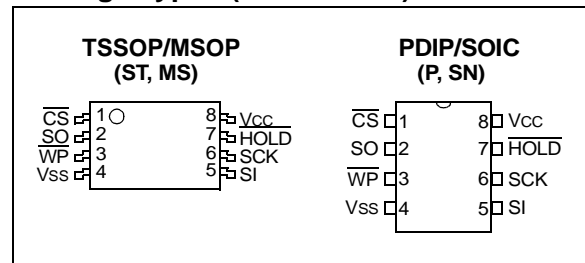 TSSOP/MSOP
(ST, MS)
CS 1 8 VCC
SO 2 7 HOLD
WP 3 6 SCK
VSS 4 5 SI
PDIP/SOIC
(P, SN)
CS 1 8 VCC
SO 2 7 HOLD
WP 3 6 SCK
VSS 4 5 SI